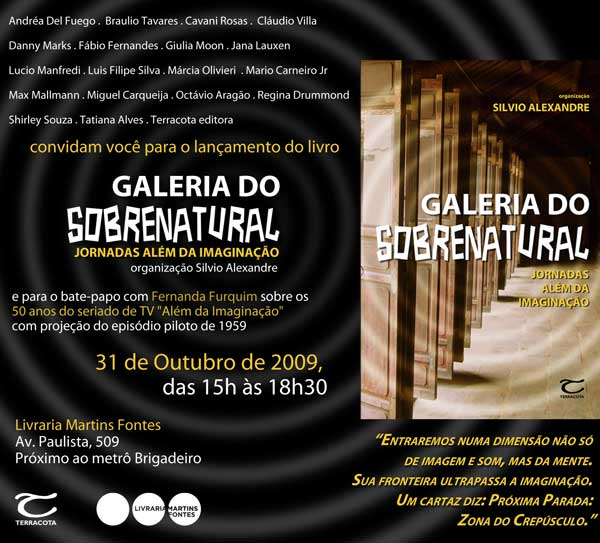 Andréa Del Fuego . Braulio Tavares . Cavani Rosas . Cláudio Villa
Danny Marks . Fábio Fernandes . Giulia Moon . Jana Lauxen
Lucio Manfredi . Luis Filipe Silva . Márcia Olivieri . Mario Carneiro Jr
Max Mallmann . Miguel Carqueija . Octávio Aragão . Regina Drummond
Shirley Souza . Tatiana Alves . Terracota editora
convidam você para o lançamento do livro
GALERIA DO
SOBRENATURAL
JORNADAS ALÉM DA IMAGINAÇÃO
organização Silvio Alexandre
e para o bate-papo com Fernanda Furquim sobre os
50 anos do seriado de TV "Além da Imaginação"
com projeção do episódio piloto de 1959
31 de Outubro de 2009,
das 15h às 18h30
Livraria Martins Fontes
Av. Paulista, 509
Próximo ao metrô Brigadeiro
TERRACOTA
LIVRARIA MARTINS
FONTES
organização
SILVIO ALEXANDRE
GALERIA DO
SOBRENATURAL
JORNADAS
ALÉM DA
IMAGINAÇÃO
TERRACOTA
“ENTRAREMOS NUMA DIMENSÃO NÃO SÓ
DE IMAGEM E SOM, MAS DA MENTE.
SUA FRONTEIRA ULTRAPASSA A IMAGINAÇÃO.
UM CARTAZ DIZ: PRÓXIMA PARADA:
ZONA DO CREPÚSCULO.”